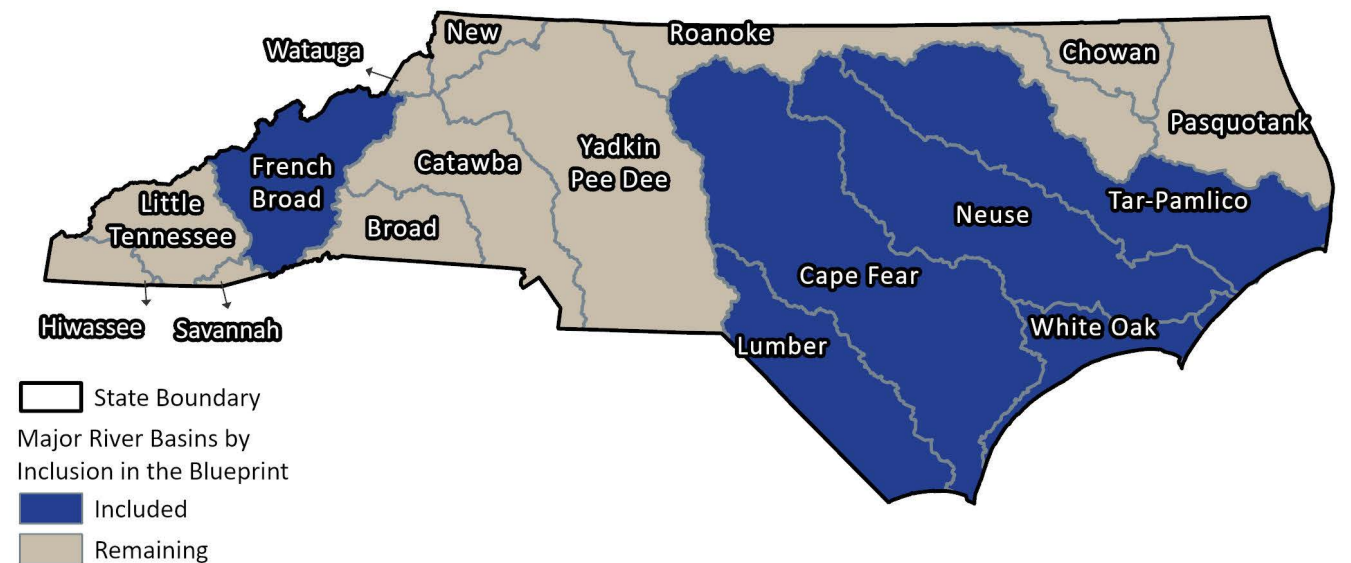 New
Roanoke
Watauga
Chowan
Pasquotank
French
Broad
Catawba
Yadkin
Pee Dee
Little
Tennessee
Broad
Neuse
Tar-Pamlico
Cape Fear
Hiwassee
Savannah
Lumber
White Oak
State Boundary
Major River Basins by
Inclusion in the Blueprint
Included
Remaining